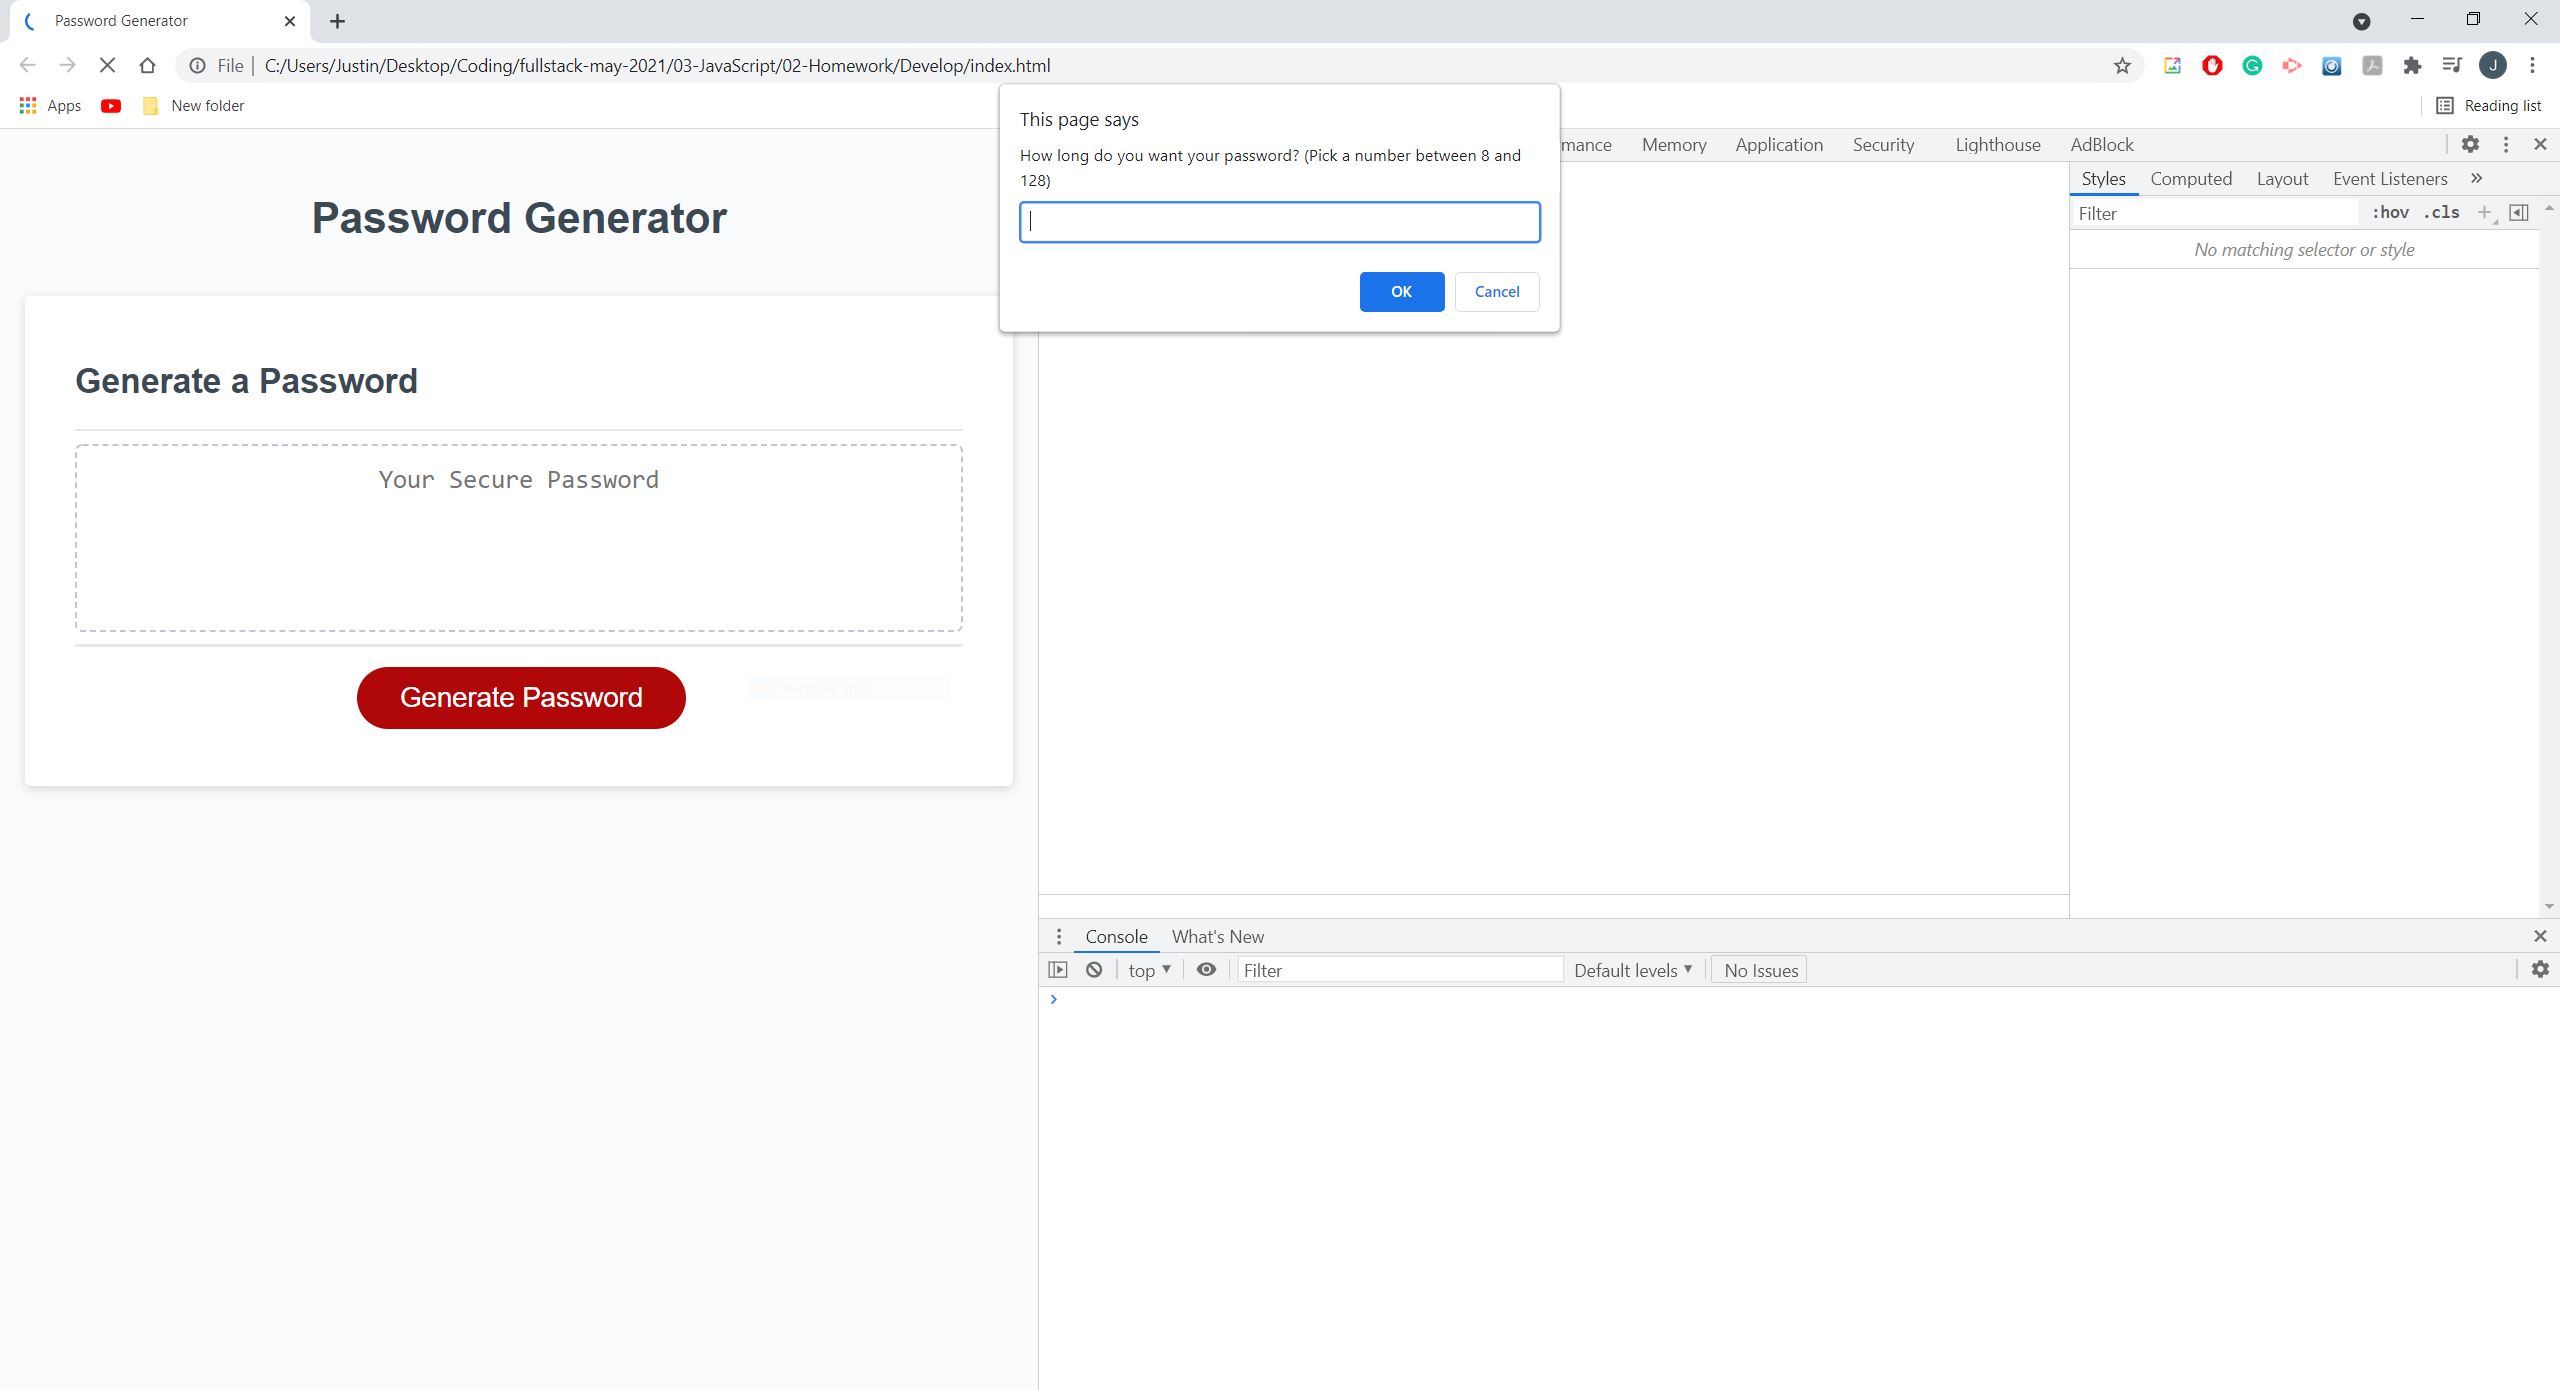 Password Generator
File
C:/Users/Justin/Desktop/Coding/fullstack-may-2021/03-JavaScript/02-Homework/Develop/index.html
J
Apps
New folder
Reading list
This page says
How long do you want your password? (Pick a number between 8 and
128)
OK
Cancel
mance Memory Application Security Lighthouse AdBlock
Styles Computed Layout Event Listeners »
Filter :hov .cls +
No matching selector or style
Password Generator
Generate a Password
Your Secure Password
Generate Password
Window Snip
Console What's New
top Filter Default levels No Issues